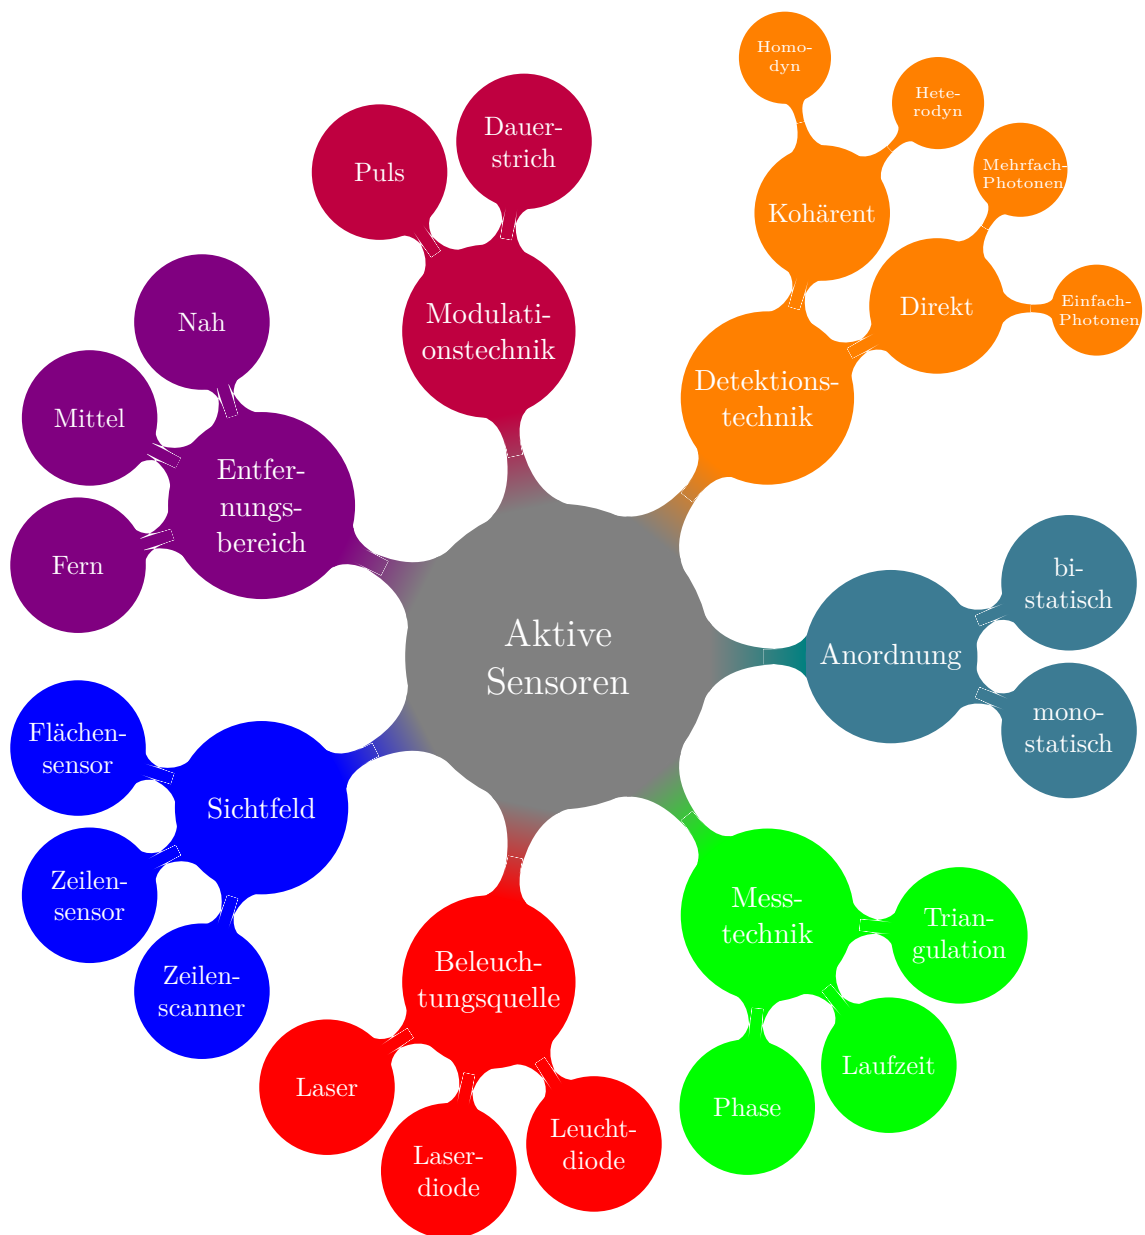 Aktive
Sensoren
Homo-
dyn
Hete-
rodyn
Kohärent
Mehrfach-
Photonen
Einfach-
Photonen
Direkt
Detektions-
technik
Dauer-
strich
Puls
Modulati-
onstechnik
Nah
Mittel
Fern
Entfer-
nungs-
bereich
Flächen-
sensor
Zeilen-
sensor
Zeilen-
scanner
Sichtfeld
Beleuch-
tungsquelle
Laser
Laser-
diode
Leucht-
diode
Mess-
technik
Phase
Laufzeit
Trian-
gulation
Anordnung
mono-
statisch
bi-
statisch